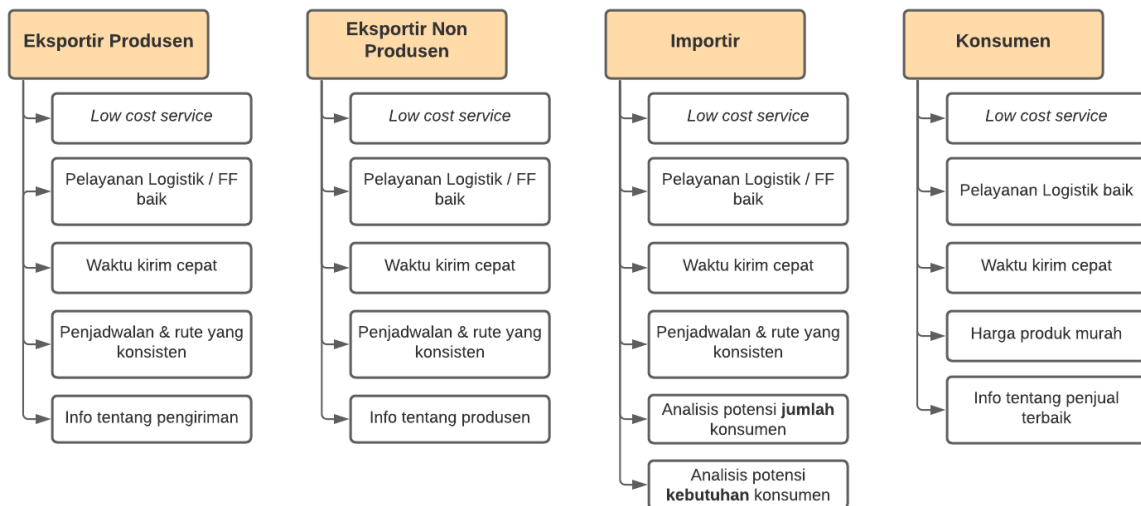 Eksportir Produsen
Low cost service
Pelayanan Logistik / FF
baik
Waktu kirim cepat
Penjadwalan & rute yang
konsisten
Info tentang pengiriman
Eksportir Non
Produsen
Low cost service
Pelayanan Logistik / FF
baik
Waktu kirim cepat
Penjadwalan & rute yang
konsisten
Info tentang produsen
Importir
Low cost service
Pelayanan Logistik / FF
baik
Waktu kirim cepat
Penjadwalan & rute yang
konsisten
Analisis potensi jumlah
konsumen
Analisis potensi
kebutuhan konsumen
Konsumen
Low cost service
Pelayanan Logistik baik
Waktu kirim cepat
Harga produk murah
Info tentang penjual
terbaik